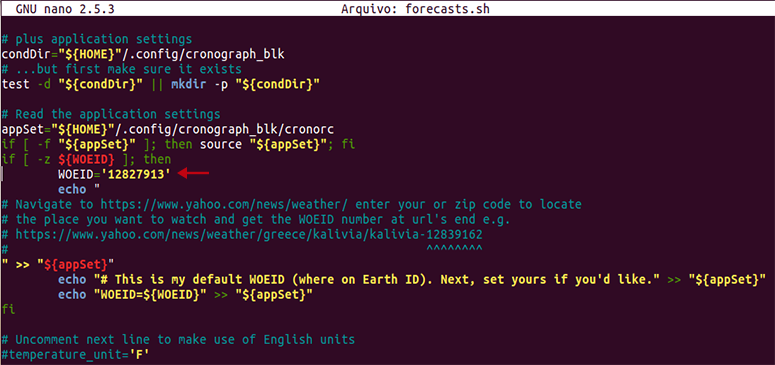 GNU nano 2.5.3 Arquivo: forecasts.sh
# plus application settings
condDir="${HOME}"/.config/cronograph_blk
# ...but first make sure it exists
test -d "${condDir}" || mkdir -p "${condDir}"
# Read the application settings
appSet="${HOME}"/.config/cronograph_blk/cronorc
if [ -f "${appSet}" ]; then source "${appSet}"; fi
if [ -z ${WOEID} ]; then
WOEID='12827913'
echo "
# Navigate to https://www.yahoo.com/news/weather/ enter your or zip code to locate
# the place you want to watch and get the WOEID number at url's end e.g.
# https://www.yahoo.com/news/weather/greece/kalivia/kalivia-12839162
# ^^^^^^^^
" >> "${appSet}"
echo "# This is my default WOEID (where on Earth ID). Next, set yours if you'd like." >> "${appSet}"
echo "WOEID=${WOEID}" >> "${appSet}"
fi
# Uncomment next line to make use of English units
#temperature_unit='F'